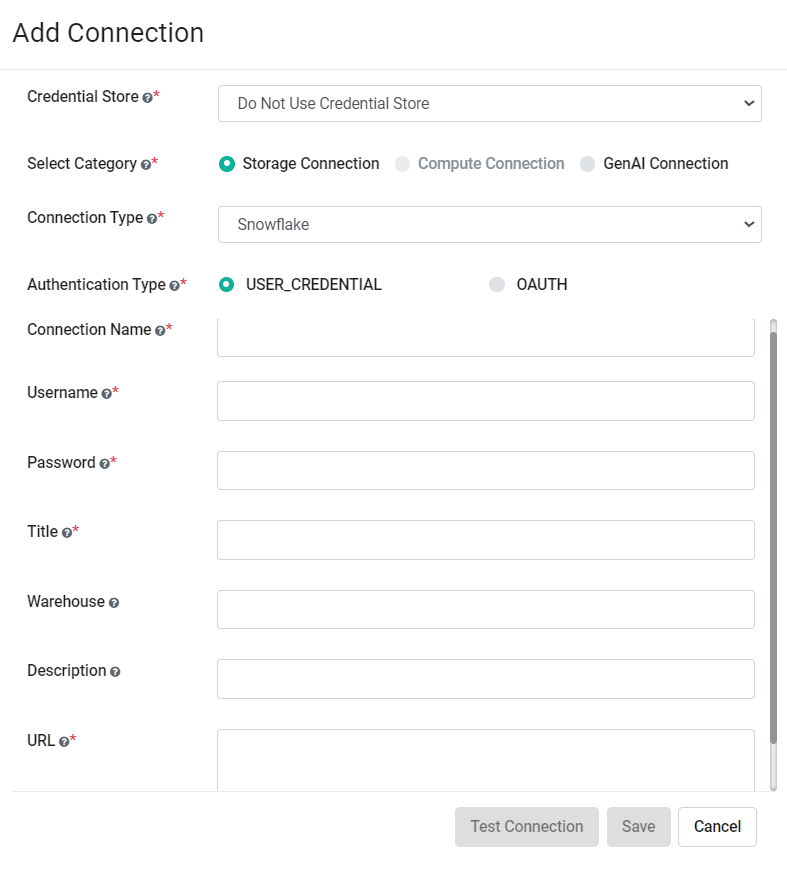 Add Connection
Credential Store ?*
Do Not Use Credential Store
Select Category ?*
Storage Connection Compute Connection GenAI Connection
Connection Type ?*
Snowflake
Authentication Type ?*
USER_CREDENTIAL OAUTH
Connection Name ?*
Username ?*
Password ?*
Title ?*
Warehouse ?
Description ?
URL ?*
Test Connection Save Cancel